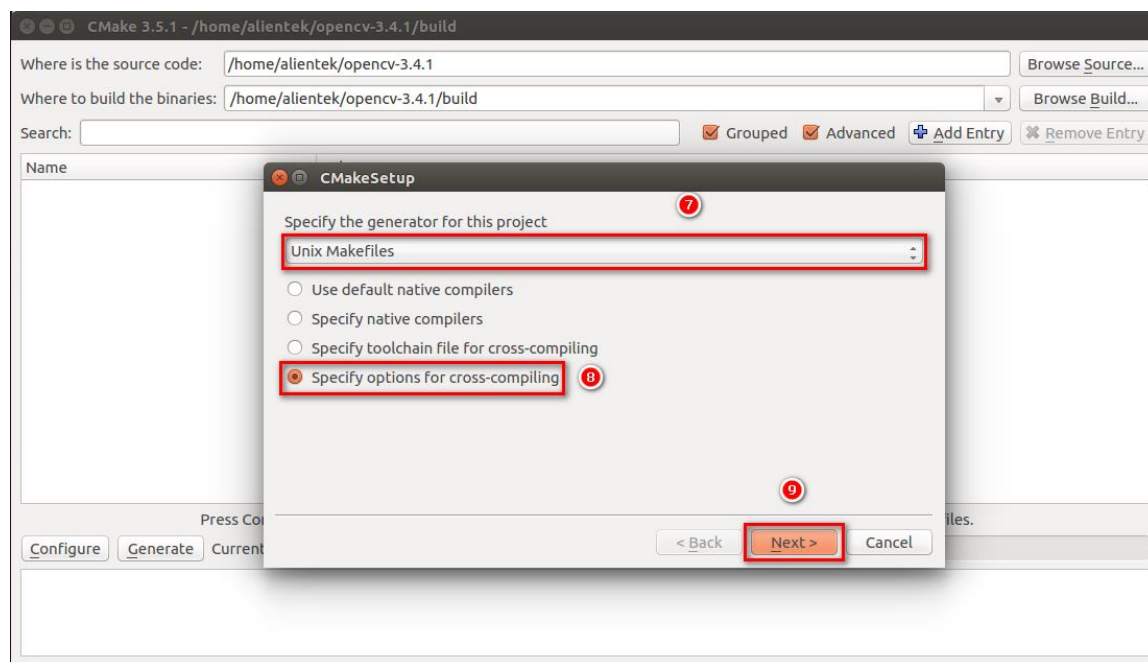 CMake 3.5.1 - /home/alientek/opencv-3.4.1/build
Where is the source code: /home/alientek/opencv-3.4.1 Browse Source...
Where to build the binaries: /home/alientek/opencv-3.4.1/build Browse Build...
Search: Grouped Advanced Add Entry Remove Entry
Name
CMakeSetup
7
Specify the generator for this project
Unix Makefiles
Use default native compilers
Specify native compilers
Specify toolchain file for cross-compiling
Specify options for cross-compiling 8
9
Press Co
< Back Next > Cancel
Configure Generate Current